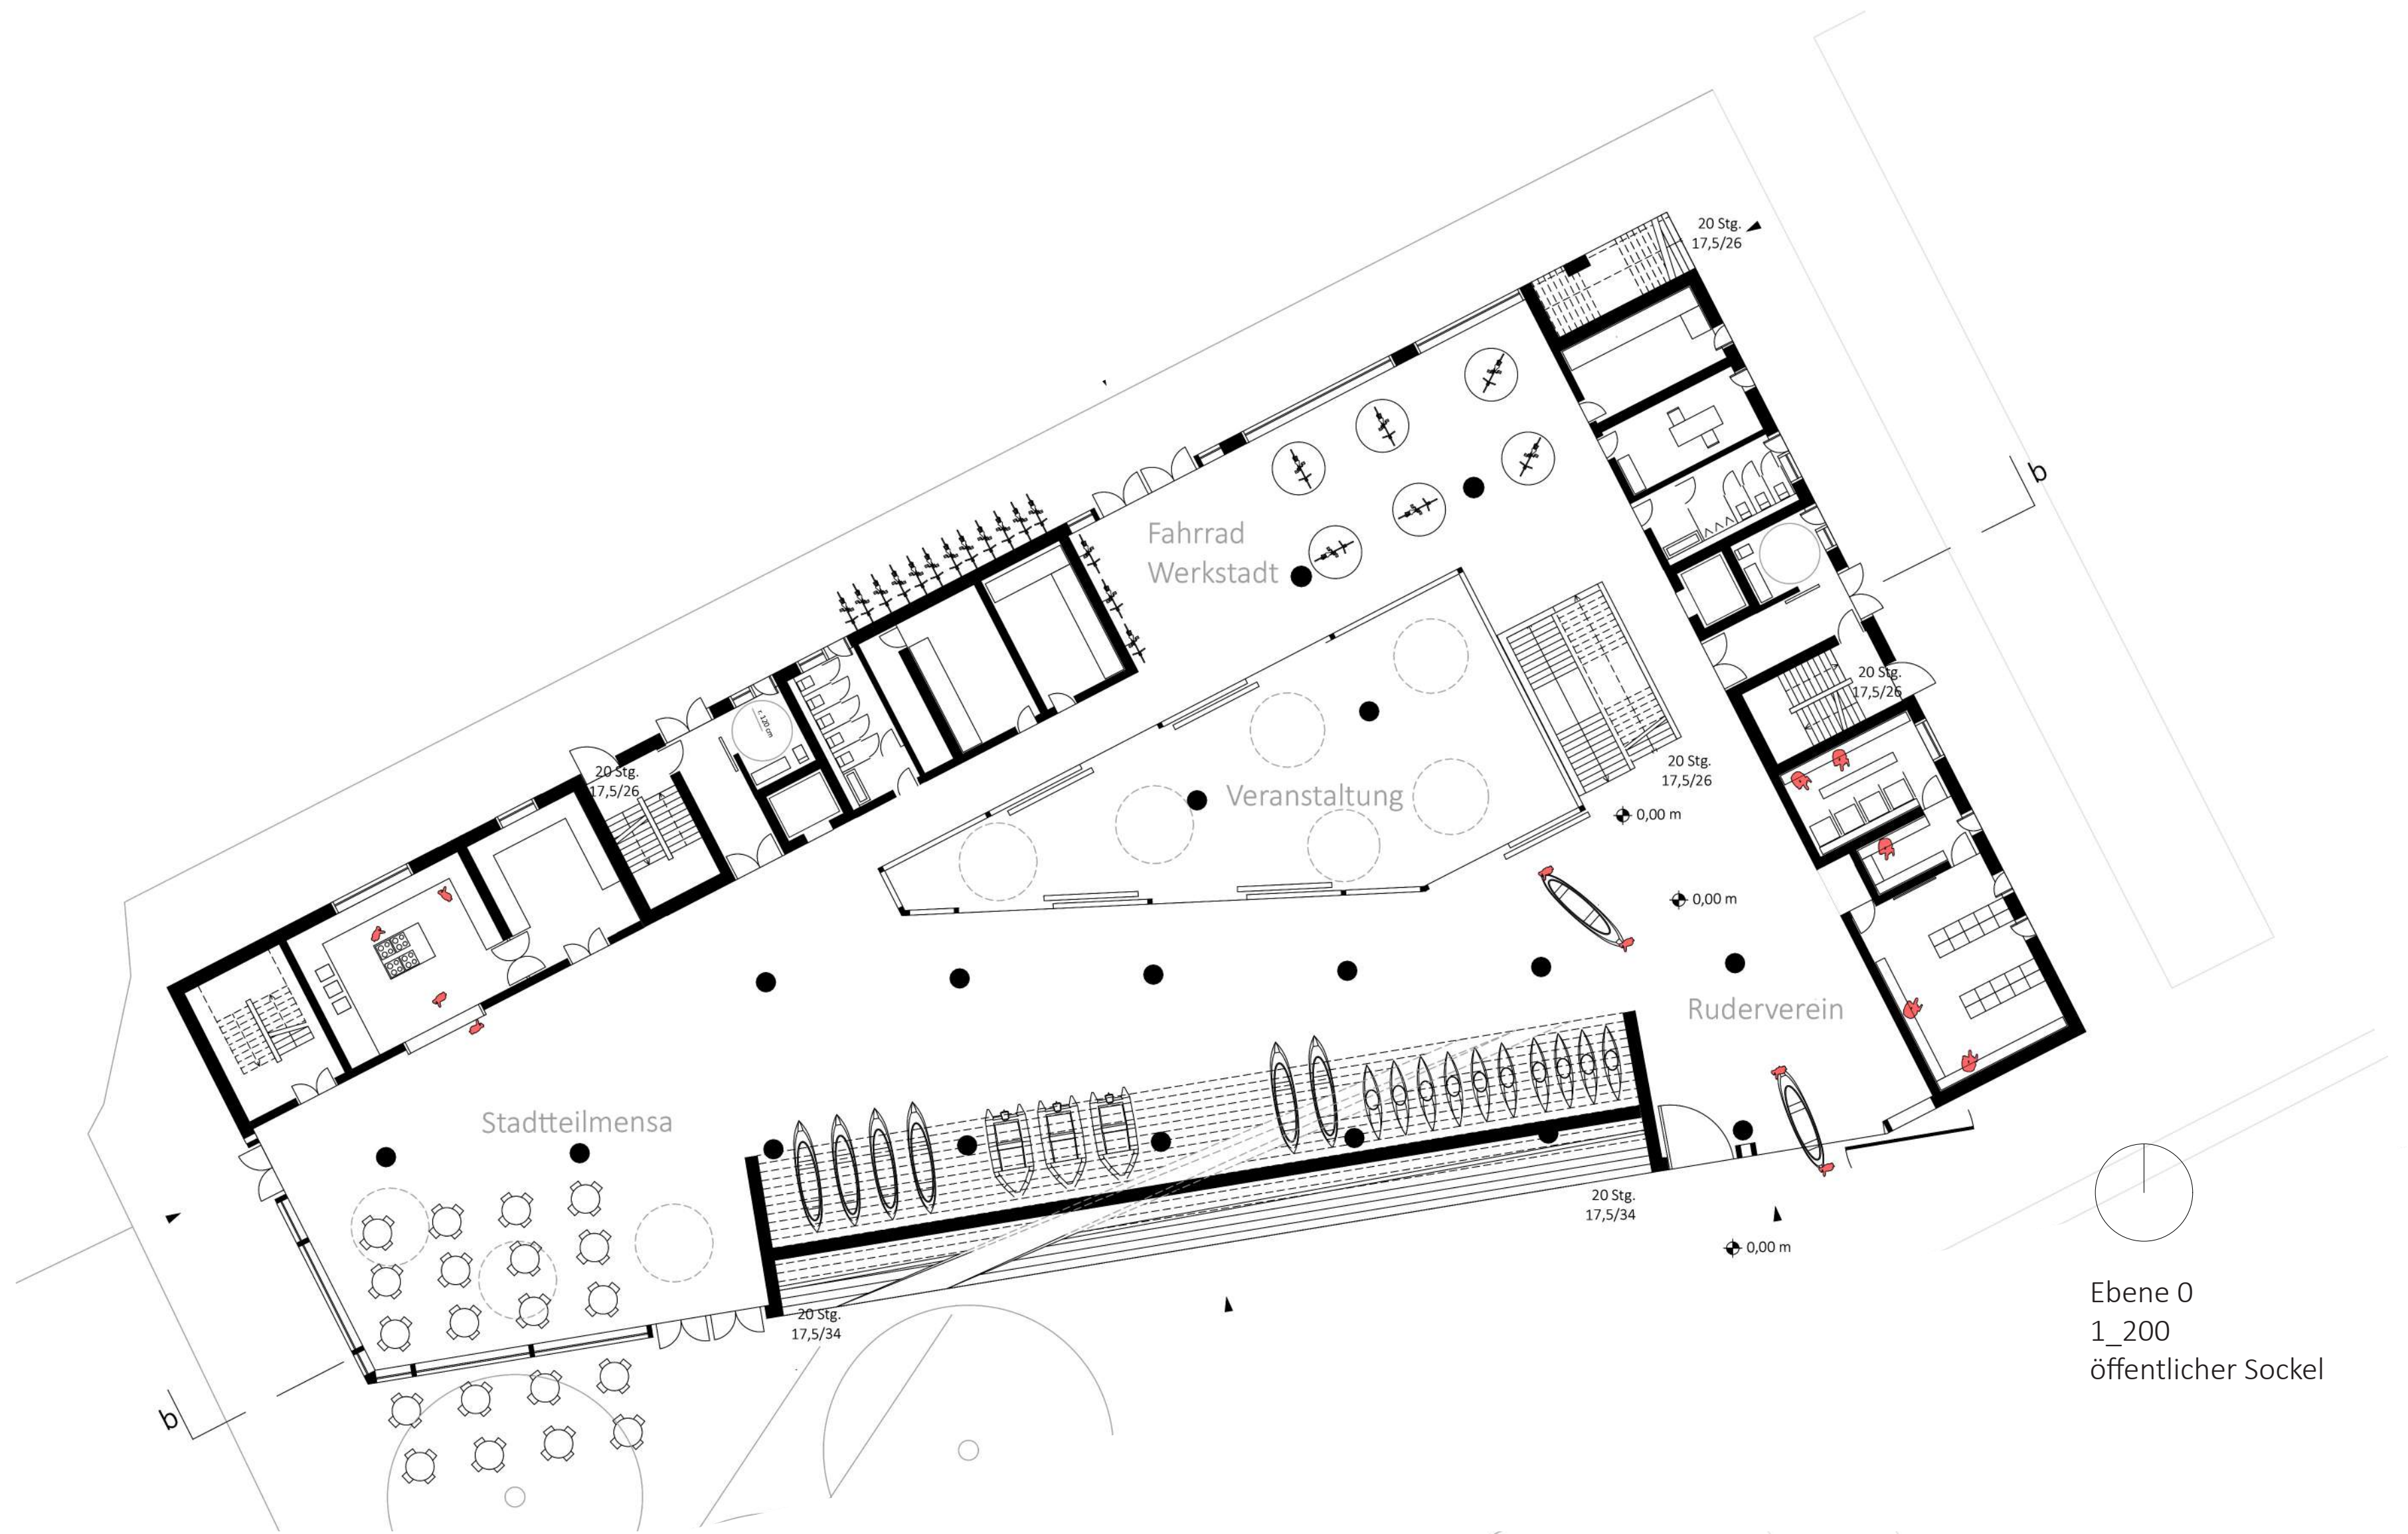 20 Stg.
17,5/26
b
Fahrrad
Werkstadt
20 Stg.
17,5/26
r. 120 cm
20 Stg.
17,5/26
20 Stg.
17,5/26
Veranstaltung
0,00 m
0,00 m
Ruderverein
Stadtteilmensa
20 Stg.
17,5/34
0,00 m
20 Stg.
17,5/34
b
Ebene 0
1_200
öffentlicher Sockel